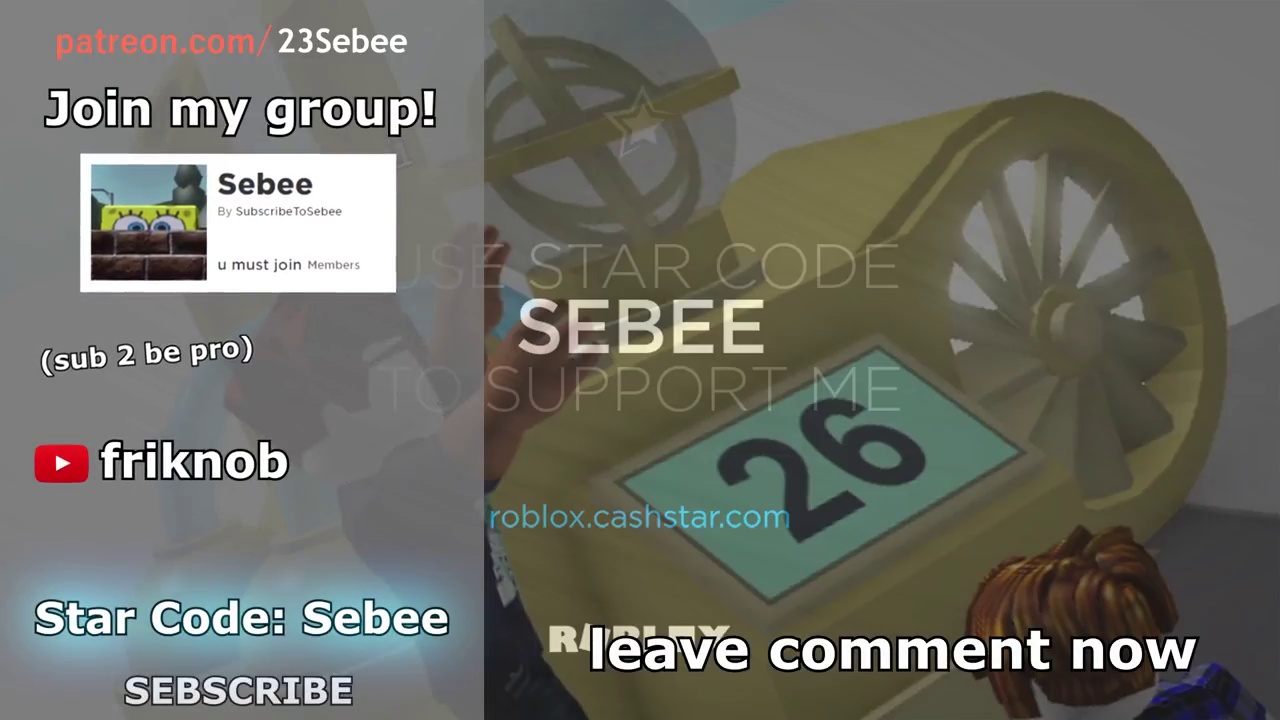 patreon.com/23Sebee
Join my group!
Sebee
By SubscribeToSebee
u must join Members
(sub 2 be pro)
friknob
Star Code: Sebee
SEBSCRIBE
USE STAR CODE
SEBEE
TO SUPPORT ME
26
roblox.cashstar.com
ROBLOX
leave comment now